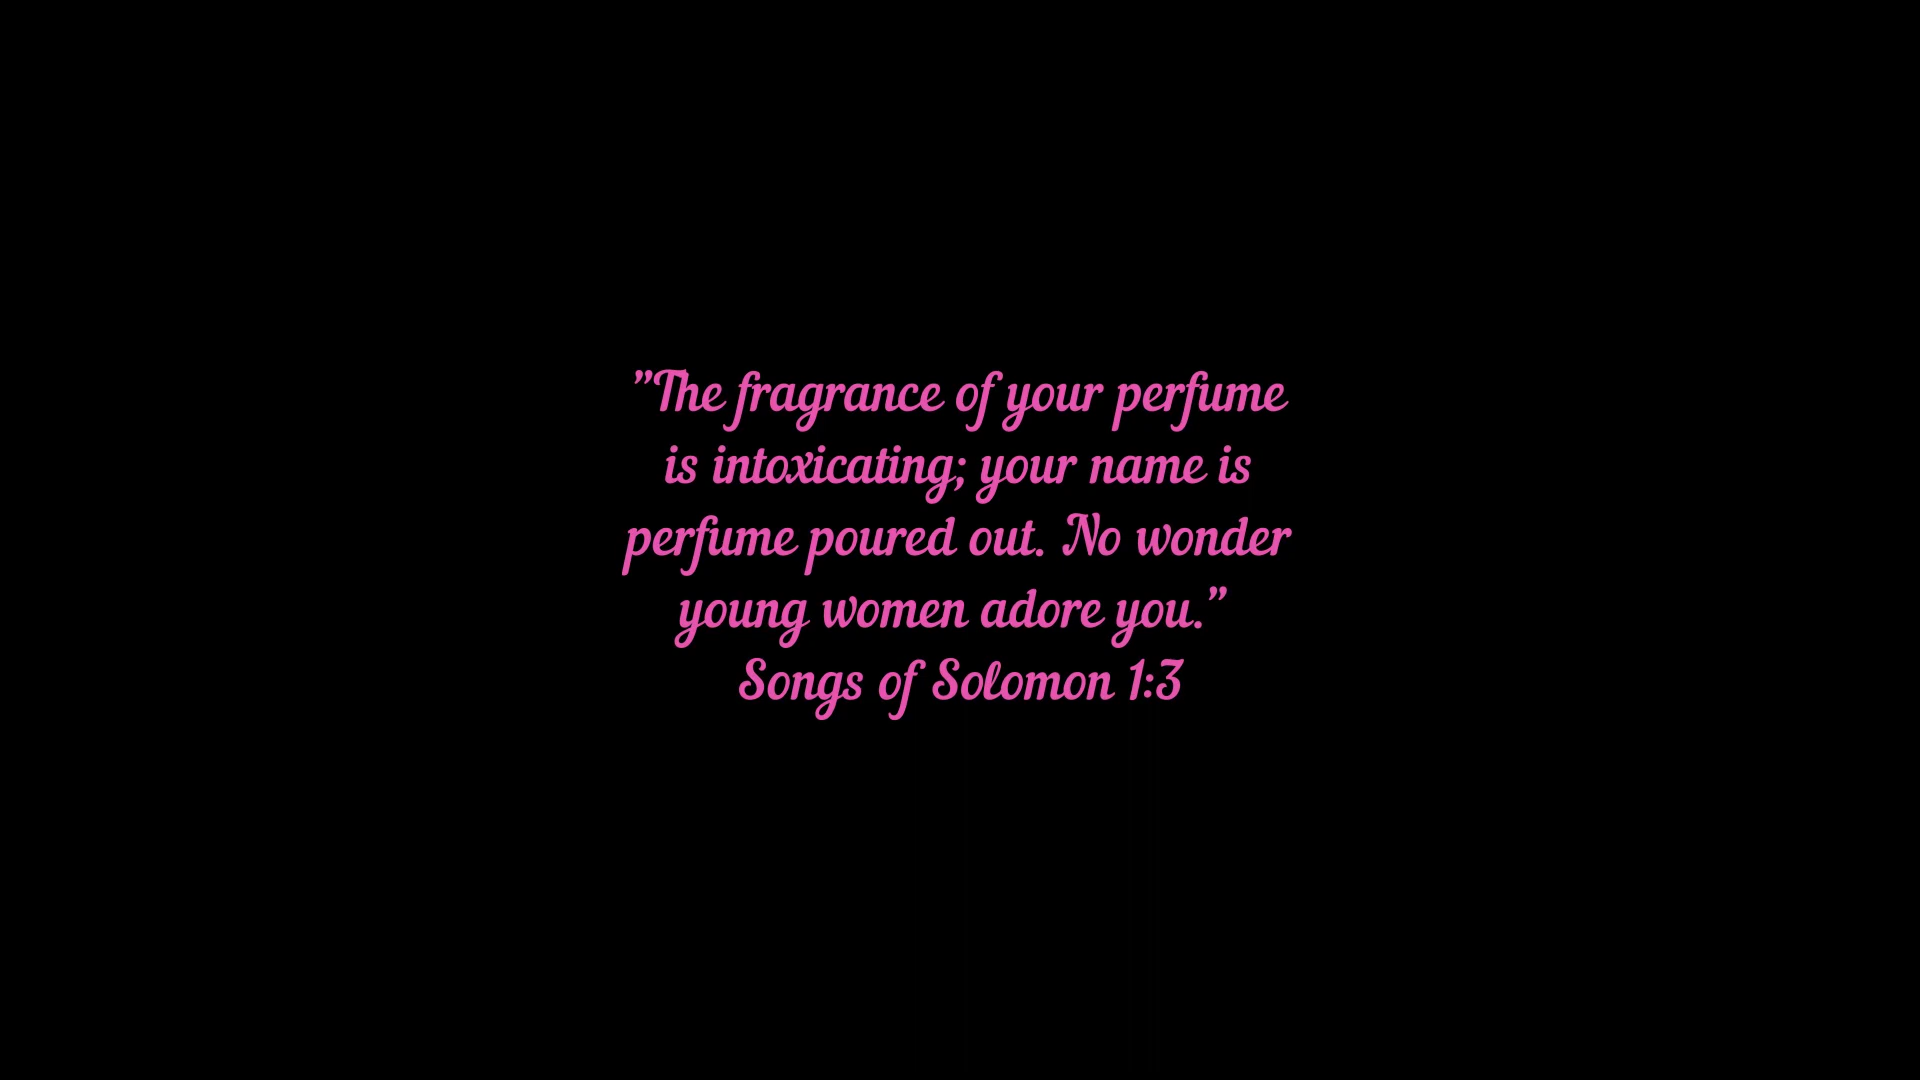 ”The fragrance of your perfume
is intoxicating; your name is
perfume poured out. No wonder
young women adore you.”
Songs of Solomon 1:3